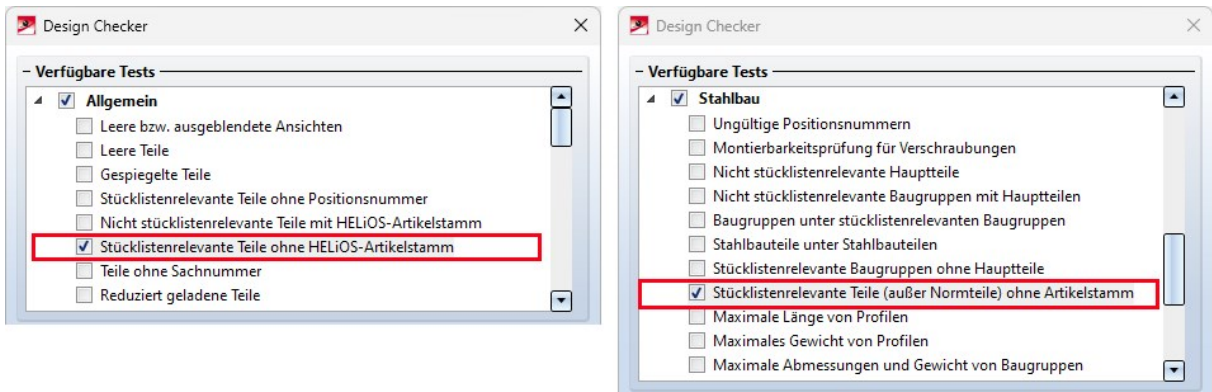 Design Checker
Verfügbare Tests
Allgemein
Leere bzw. ausgeblendete Ansichten
Leere Teile
Gespiegelte Teile
Stücklistenrelevante Teile ohne Positionsnummer
Nicht stücklistenrelevante Teile mit HELiOS-Artikelstamm
Stücklistenrelevante Teile ohne HELiOS-Artikelstamm
Teile ohne Sachnummer
Reduziert geladene Teile
Design Checker
Verfügbare Tests
Stahlbau
Ungültige Positionsnummern
Montierbarkeitsprüfung für Verschraubungen
Nicht stücklistenrelevante Hauptteile
Nicht stücklistenrelevante Baugruppen mit Hauptteilen
Baugruppen unter stücklistenrelevanten Baugruppen
Stahlbauteile unter Stahlbauteilen
Stücklistenrelevante Baugruppen ohne Hauptteile
Stücklistenrelevante Teile (außer Normteile) ohne Artikelstamm
Maximale Länge von Profilen
Maximales Gewicht von Profilen
Maximale Abmessungen und Gewicht von Baugruppen